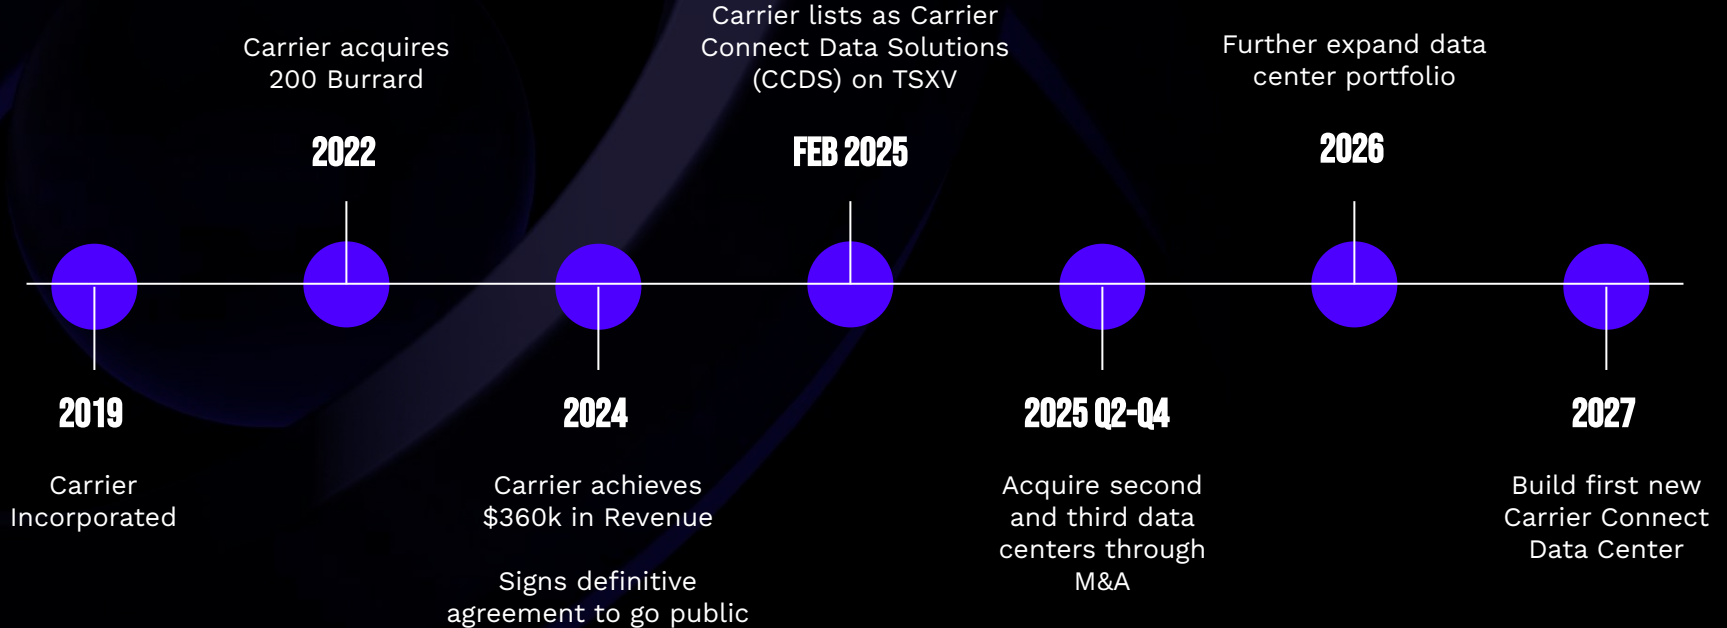 Carrier
Incorporated
2019
Carrier acquires
200 Burrard
2022
2024
Carrier achieves
$360k in Revenue
Signs definitive
agreement to go public
Carrier lists as Carrier
Connect Data Solutions
(CCDS) on TSXV
FEB 2025
2025 Q2-Q4
Acquire second
and third data
centers through
M&A
Further expand data
center portfolio
2026
2027
Build first new
Carrier Connect
Data Center